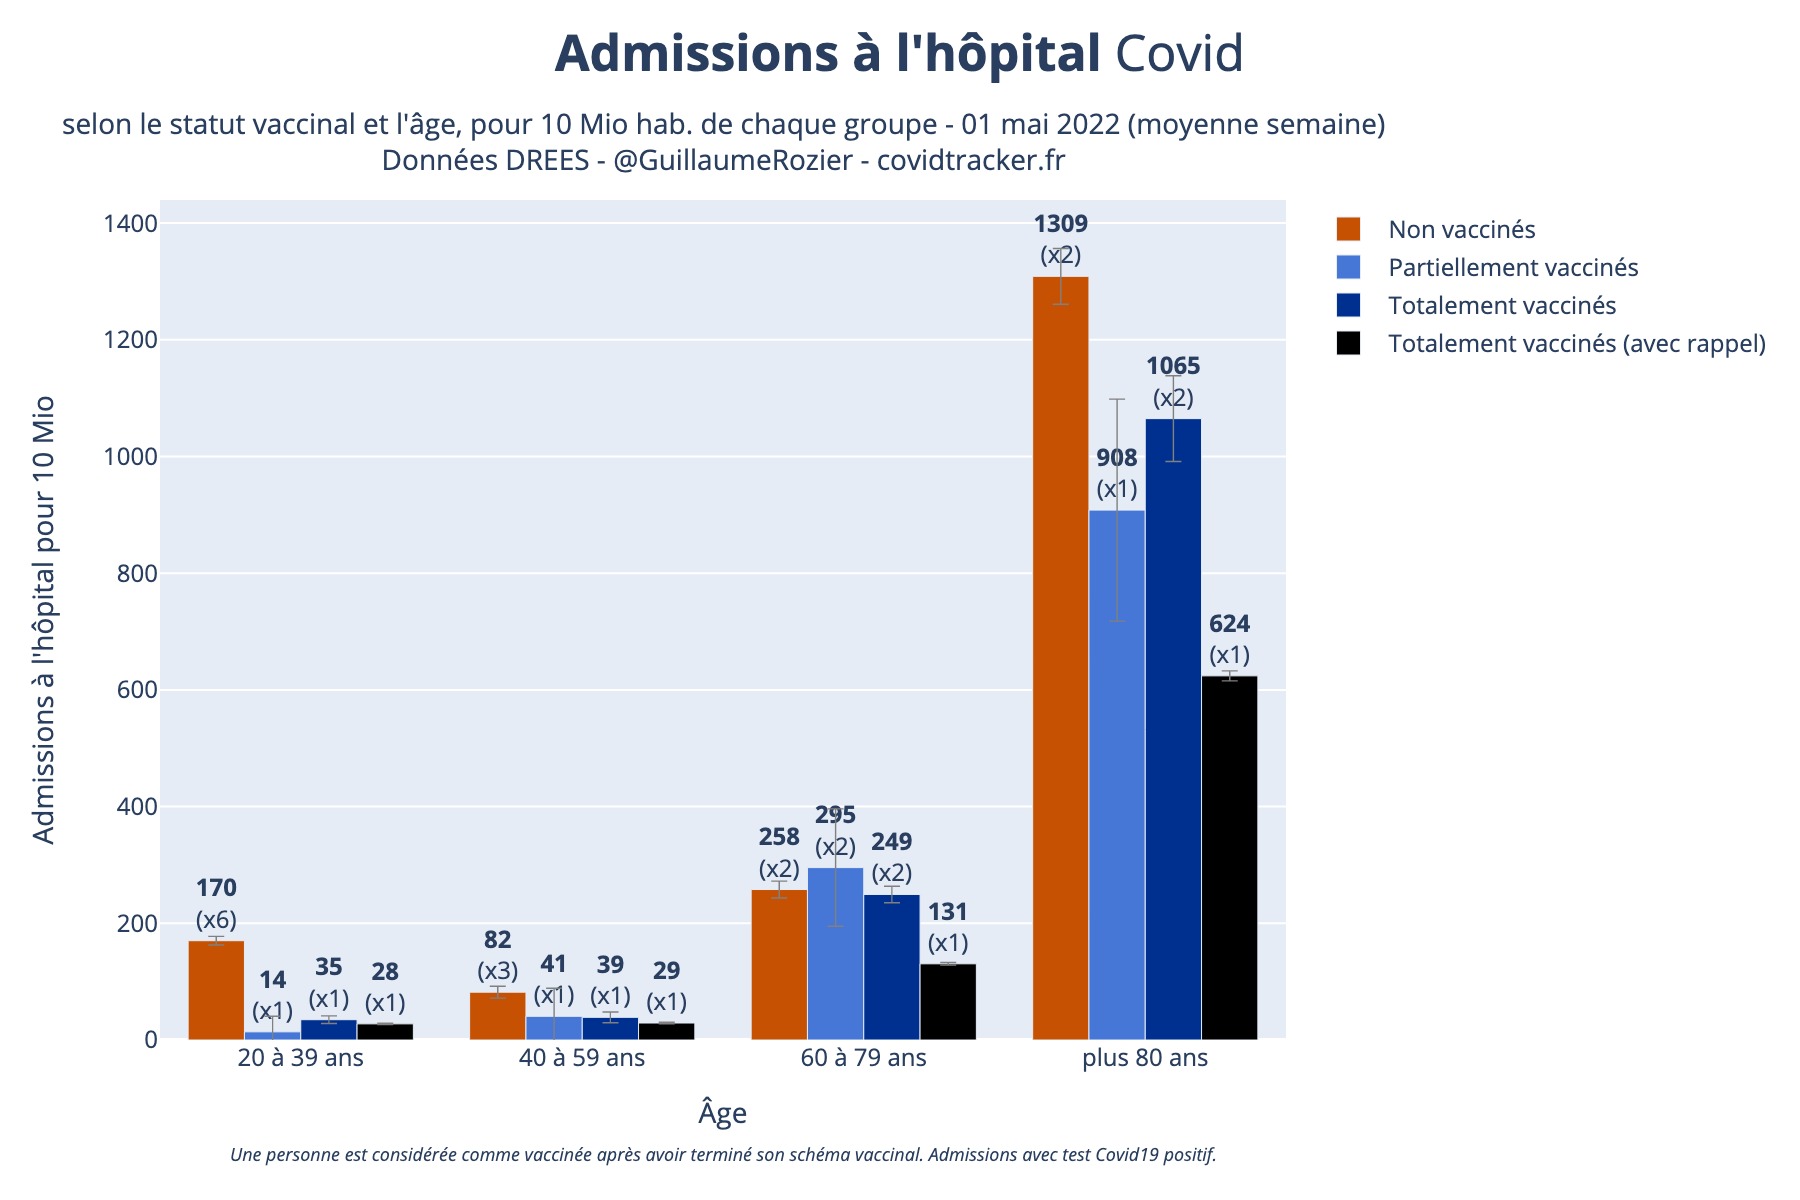 Admissions à l'hôpital Covid
selon le statut vaccinal et l'âge, pour 10 Mio hab. de chaque groupe - 01 mai 2022 (moyenne semaine)
Données DREES - @GuillaumeRozier - covidtracker.fr
Non vaccinés
Partiellement vaccinés
Totalement vaccinés
Totalement vaccinés (avec rappel)
Admissions à l'hôpital pour 10 Mio
1400
1200
1000
800
600
400
200
0
170
(x6)
14
(x1)
35
(x1)
28
(x1)
82
(x3)
41
(x1)
39
(x1)
29
(x1)
258
(x2)
295
(x2)
249
(x2)
131
(x1)
1309
(x2)
908
(x1)
1065
(x2)
624
(x1)
20 à 39 ans
40 à 59 ans
60 à 79 ans
plus 80 ans
Âge
Une personne est considérée comme vaccinée après avoir terminé son schéma vaccinal. Admissions avec test Covid19 positif.